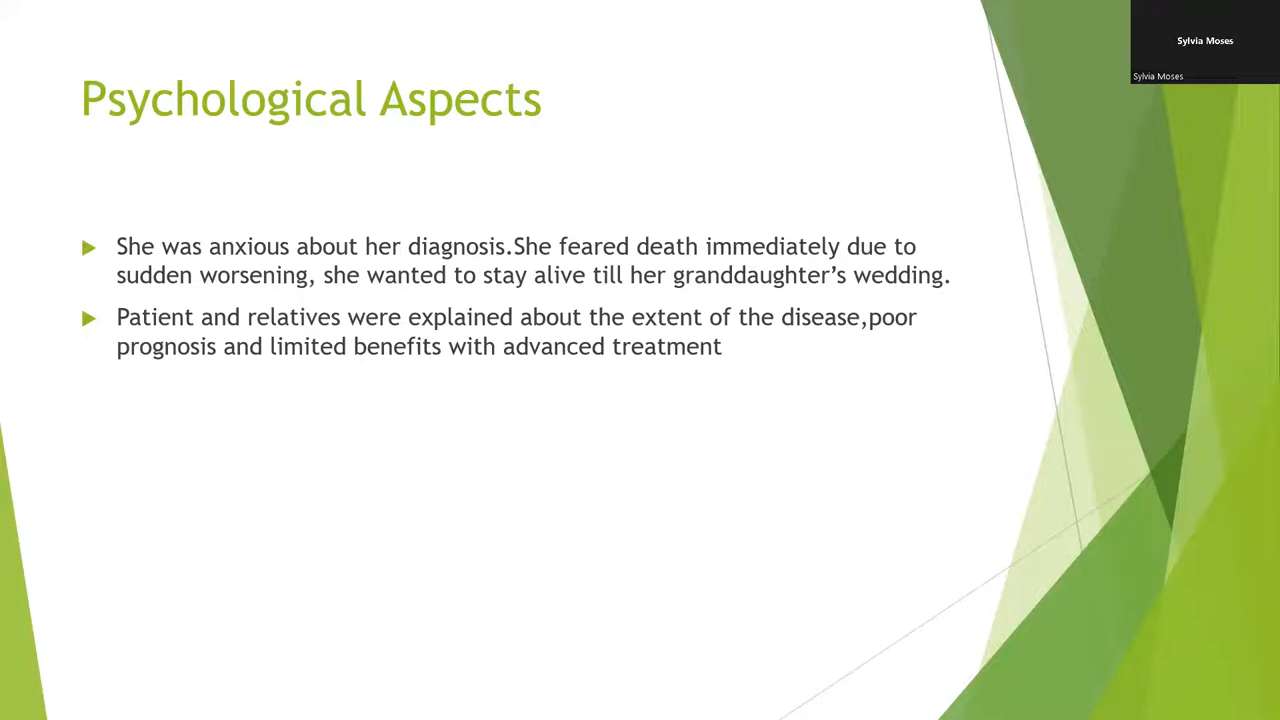 Sylvia Moses
Sylvia Moses
Psychological Aspects
She was anxious about her diagnosis.She feared death immediately due to
sudden worsening, she wanted to stay alive till her granddaughter’s wedding.
Patient and relatives were explained about the extent of the disease,poor
prognosis and limited benefits with advanced treatment